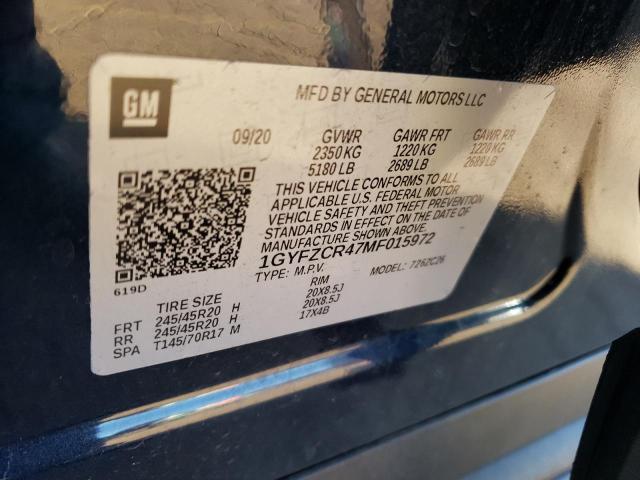 GM
MFD BY GENERAL MOTORS LLC
09/20 GVWR GAWR FRT GAWR RR
2350 KG 1220 KG 1220 KG
5180 LB 2689 LB 2689 LB
THIS VEHICLE CONFORMS TO ALL
APPLICABLE U.S. FEDERAL MOTOR
VEHICLE SAFETY AND THEFT PREVENTION
STANDARDS IN EFFECT ON THE DATE OF
MANUFACTURE SHOWN ABOVE.
1GYFZCR47MF015972
619D
TYPE: M.P.V. MODEL: 726ZC26
TIRE SIZE RIM
FRT 245/45R20 H 20X8.5J
RR 245/45R20 H 20X8.5J
SPA T145/70R17 M 17X4B